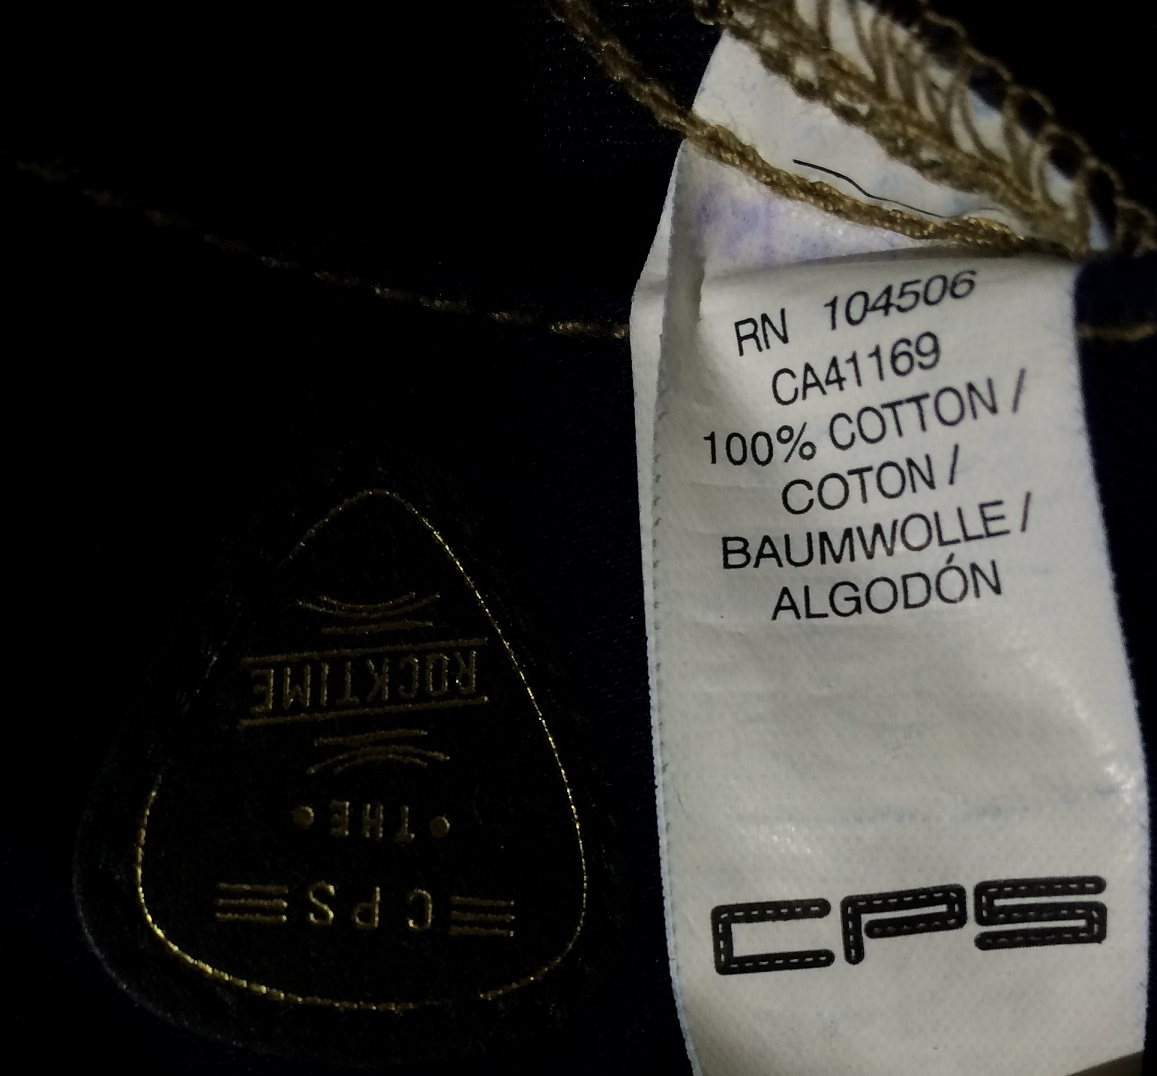 RN 104506
CA41169
100% COTTON /
COTON /
BAUMWOLLE /
ALGODÓN
CPS
CPS
• THE •
ROCKTIME